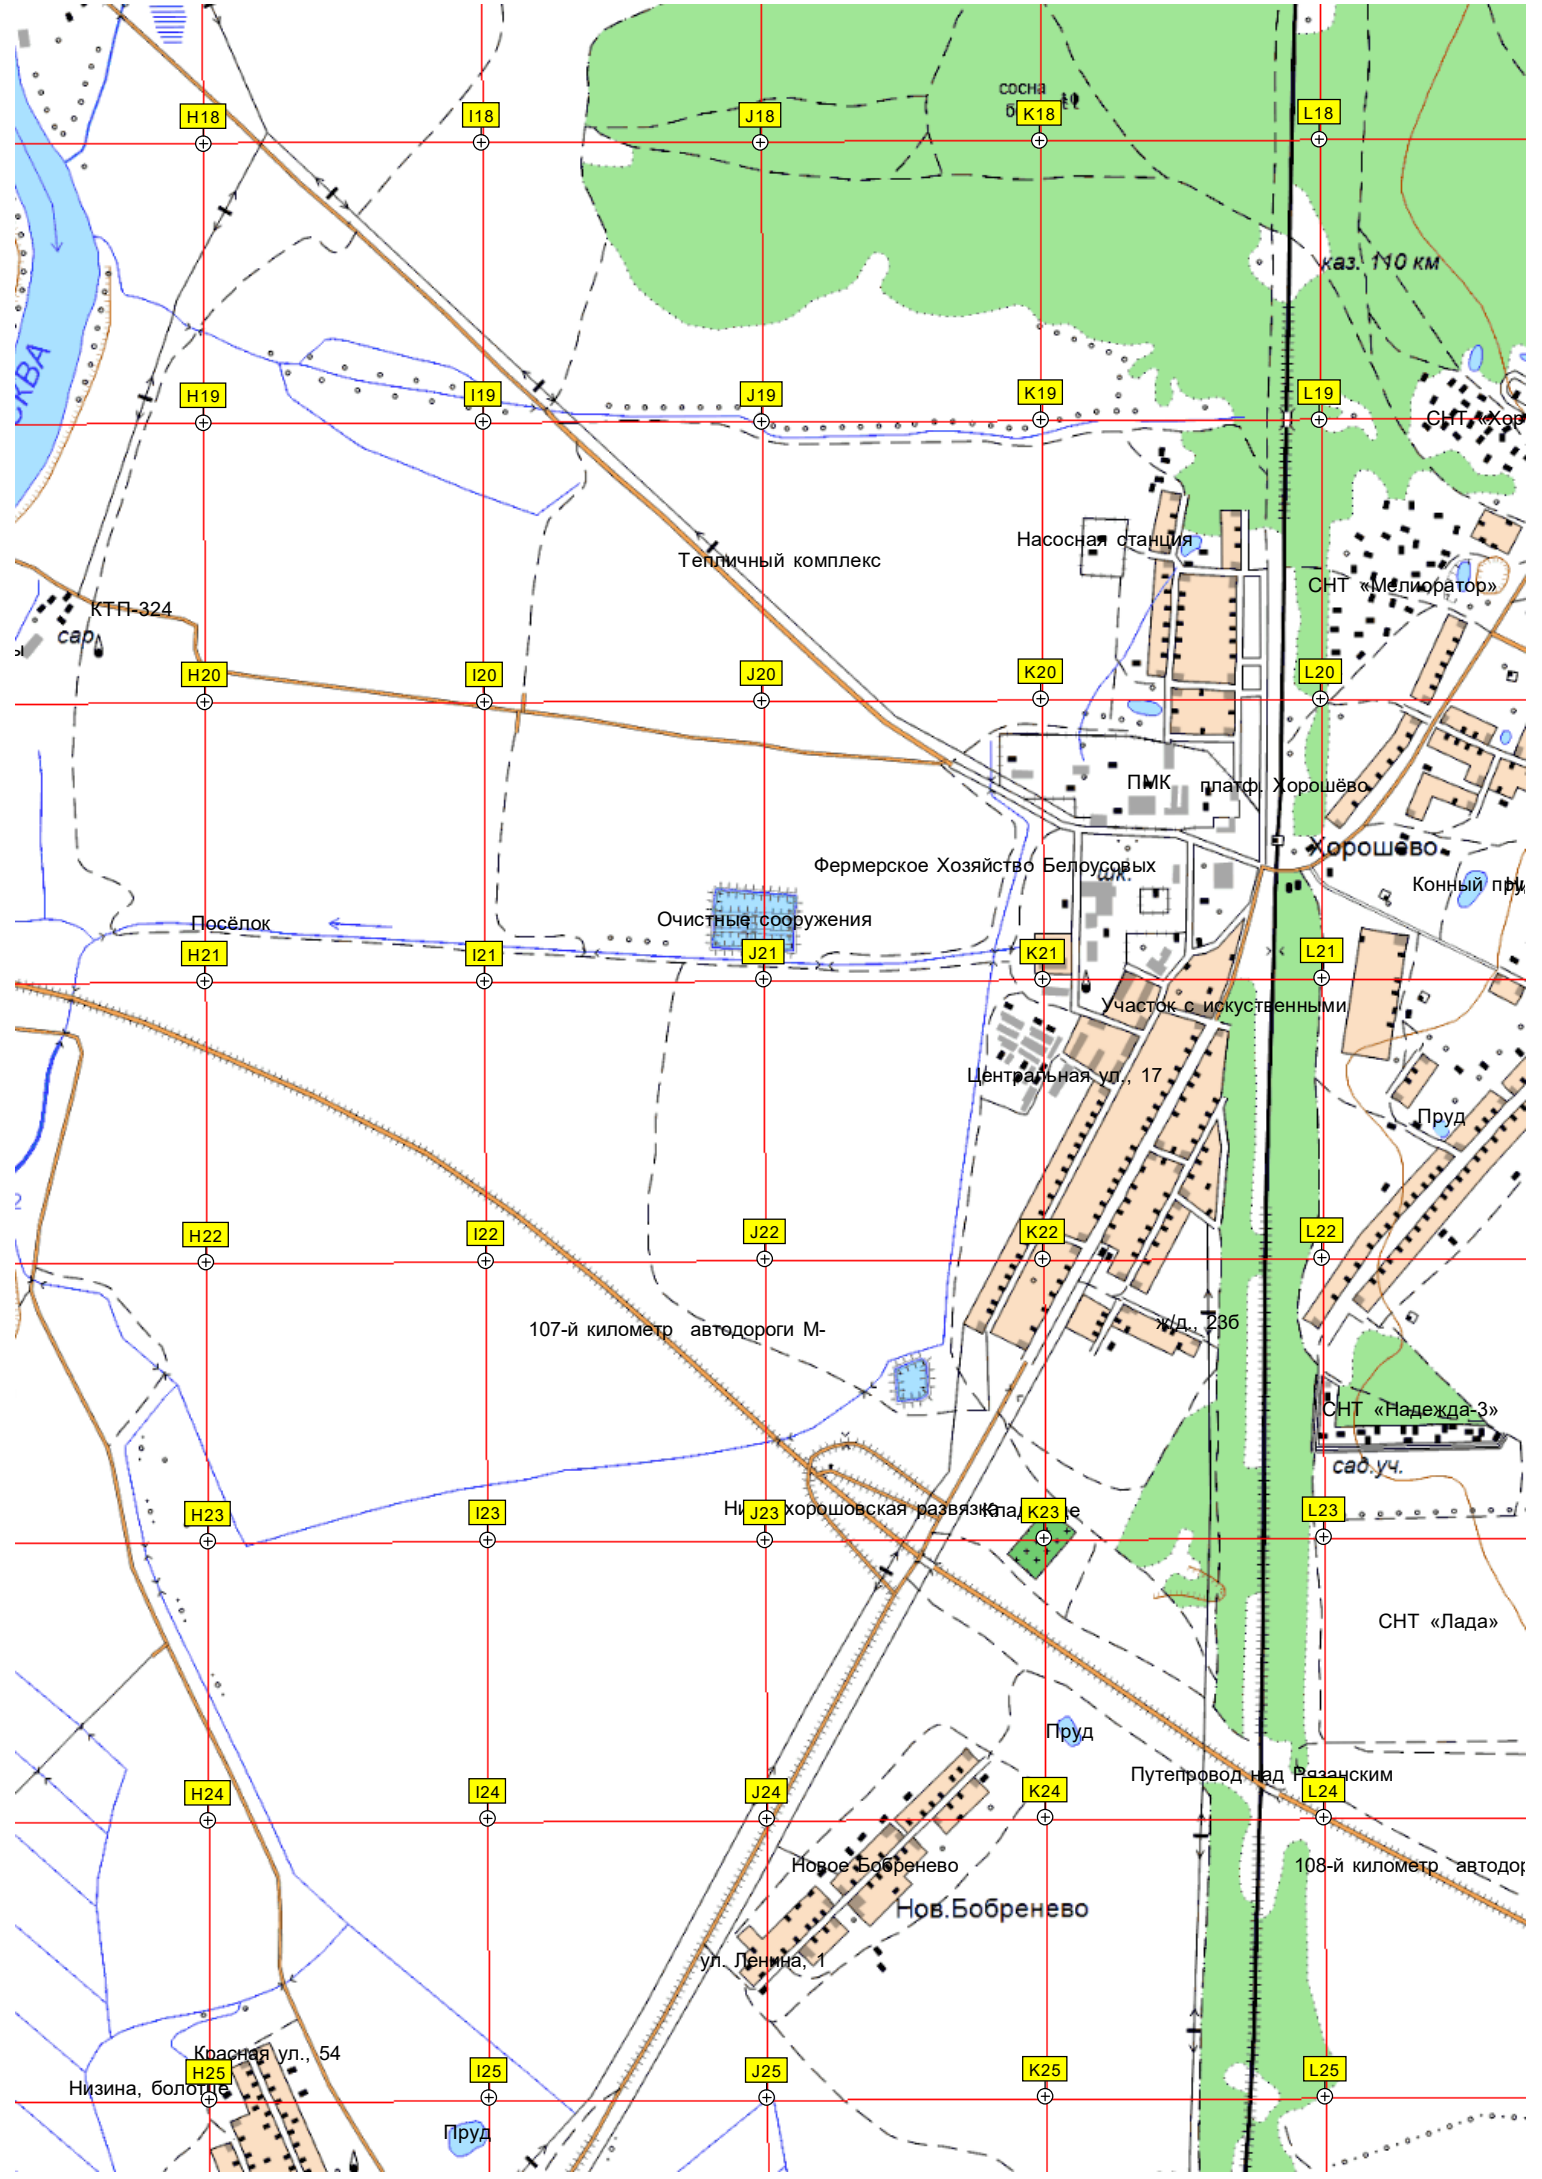 сосна
H18
I18
J18
K18
L18
каз. 110 км
H19
I19
J19
K19
L19
СНТ «Хор
Насосная станция
Тепличный комплекс
СНТ «Мелиоратор»
КТП-324
сар.
ы
H20
I20
J20
K20
L20
ПМК
платф. Хорошёво
Хорошево
Фермерское Хозяйство Белоусовых
шк.
Конный
Очистные сооружения
Посёлок
H21
I21
J21
K21
L21
Участок с искуственными
Центральная ул., 17
Пруд
2
H22
I22
J22
K22
L22
107-й километр автодороги М-
ж/д., 23б
СНТ «Надежда-3»
сад.уч.
хорошовская развязка
H23
I23
J23
K23
L23
СНТ «Лада»
Пруд
Путепровод над Рязанским
H24
I24
J24
K24
L24
Новое Бобренево
108-й километр автодор
Нов.Бобренево
ул. Ленина, 1
Красная ул., 54
H25
I25
J25
K25
L25
Низина, болотце
Пруд